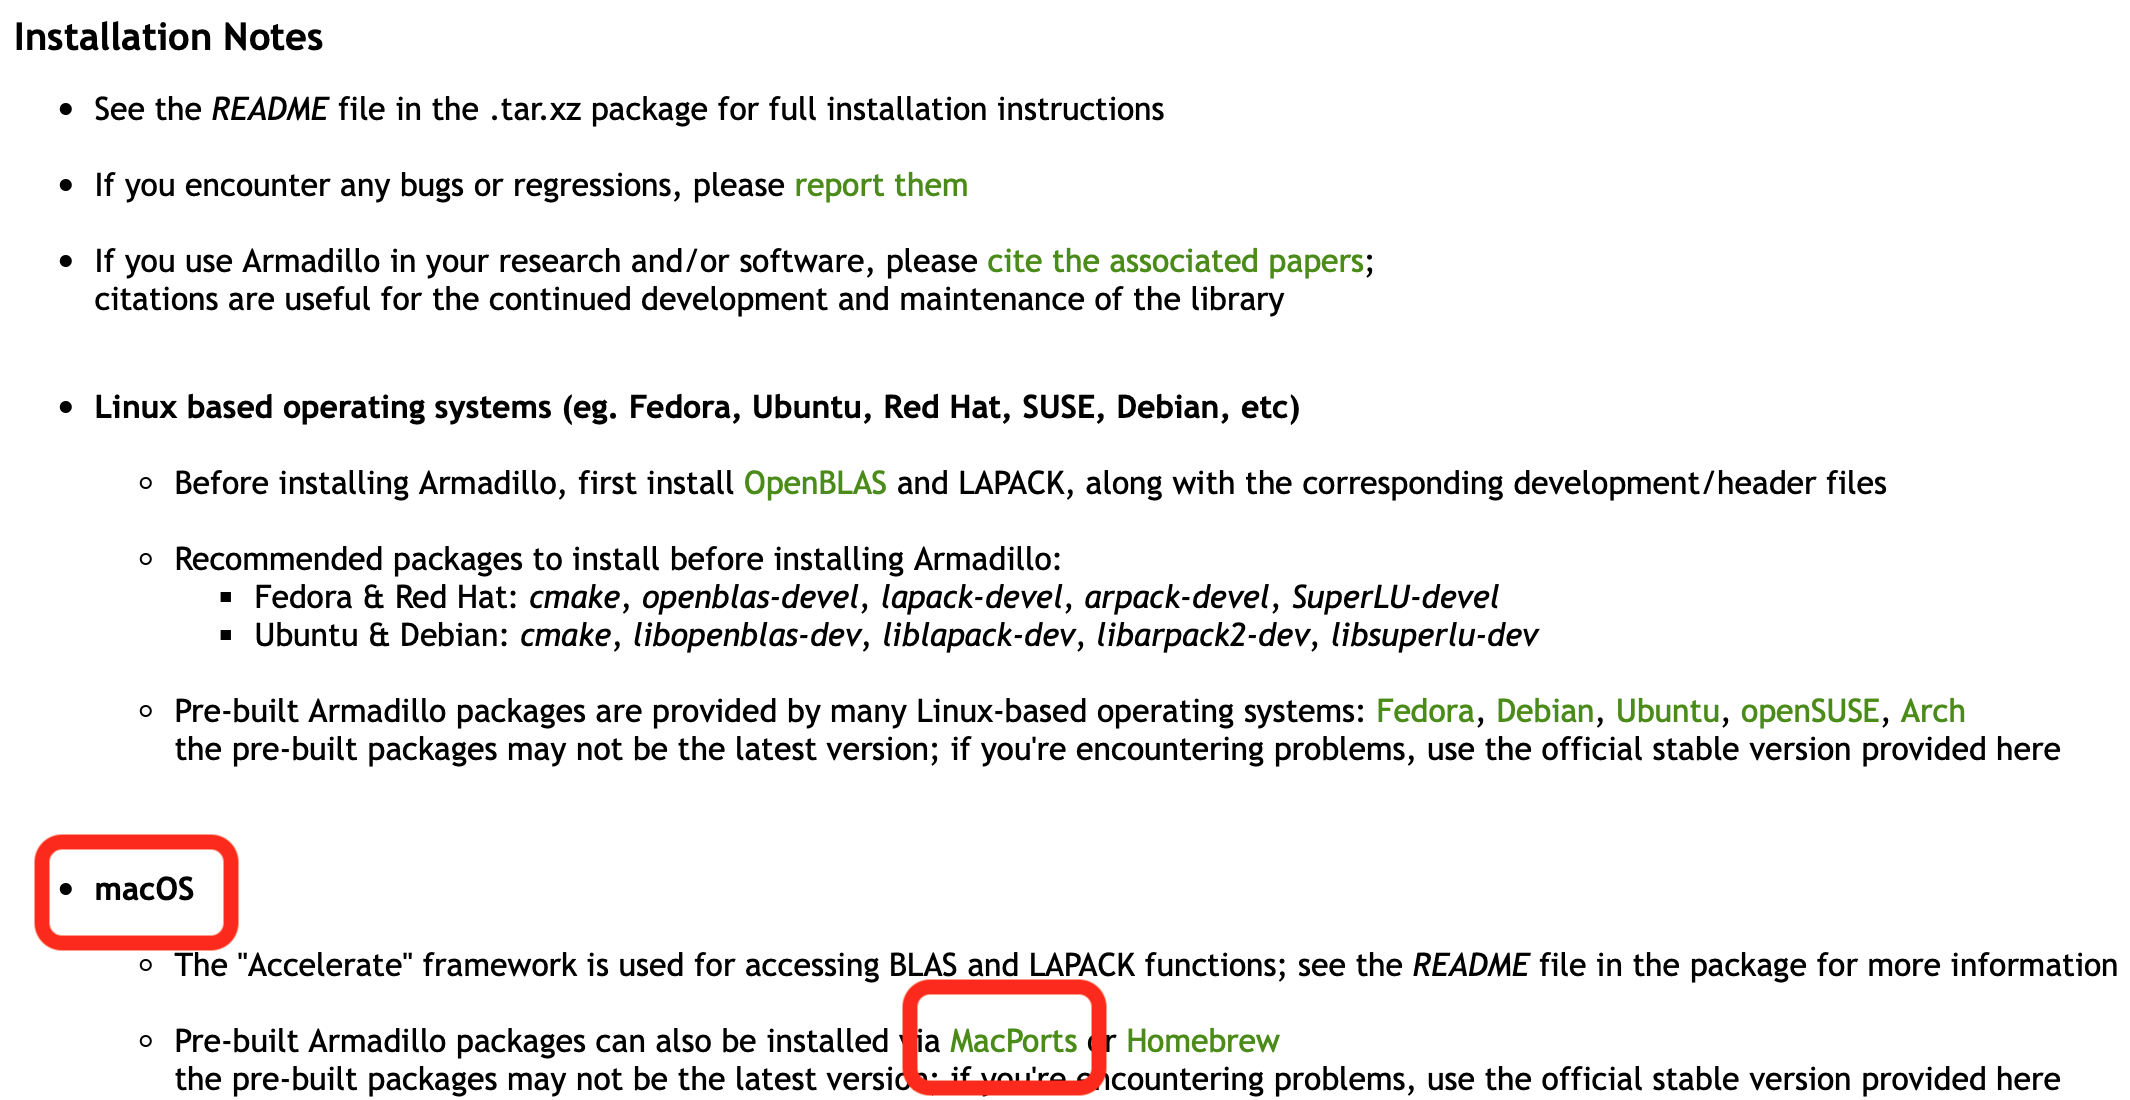 Installation Notes
• See the README file in the .tar.xz package for full installation instructions
• If you encounter any bugs or regressions, please report them
• If you use Armadillo in your research and/or software, please cite the associated papers;
citations are useful for the continued development and maintenance of the library
• Linux based operating systems (eg. Fedora, Ubuntu, Red Hat, SUSE, Debian, etc)
◦ Before installing Armadillo, first install OpenBLAS and LAPACK, along with the corresponding development/header files
◦ Recommended packages to install before installing Armadillo:
▪ Fedora & Red Hat: cmake, openblas-devel, lapack-devel, arpack-devel, SuperLU-devel
▪ Ubuntu & Debian: cmake, libopenblas-dev, liblapack-dev, libarpack2-dev, libsuperlu-dev
◦ Pre-built Armadillo packages are provided by many Linux-based operating systems: Fedora, Debian, Ubuntu, openSUSE, Arch
the pre-built packages may not be the latest version; if you're encountering problems, use the official stable version provided here
• macOS
◦ The "Accelerate" framework is used for accessing BLAS and LAPACK functions; see the README file in the package for more information
◦ Pre-built Armadillo packages can also be installed via MacPorts or Homebrew
the pre-built packages may not be the latest version; if you're encountering problems, use the official stable version provided here